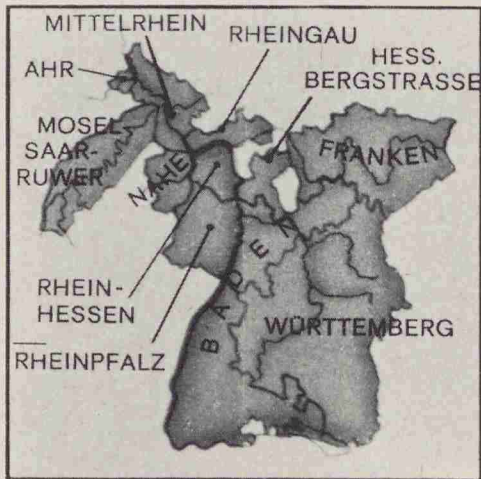 MITTELRHEIN
RHEINGAU
HESS.
BERGSTRASSE
AHR
MOSEL
SAAR-
RUWER
NAHE
FRANKEN
RHEIN-
HESSEN
BADEN
WÜRTTEMBERG
RHEINPFALZ